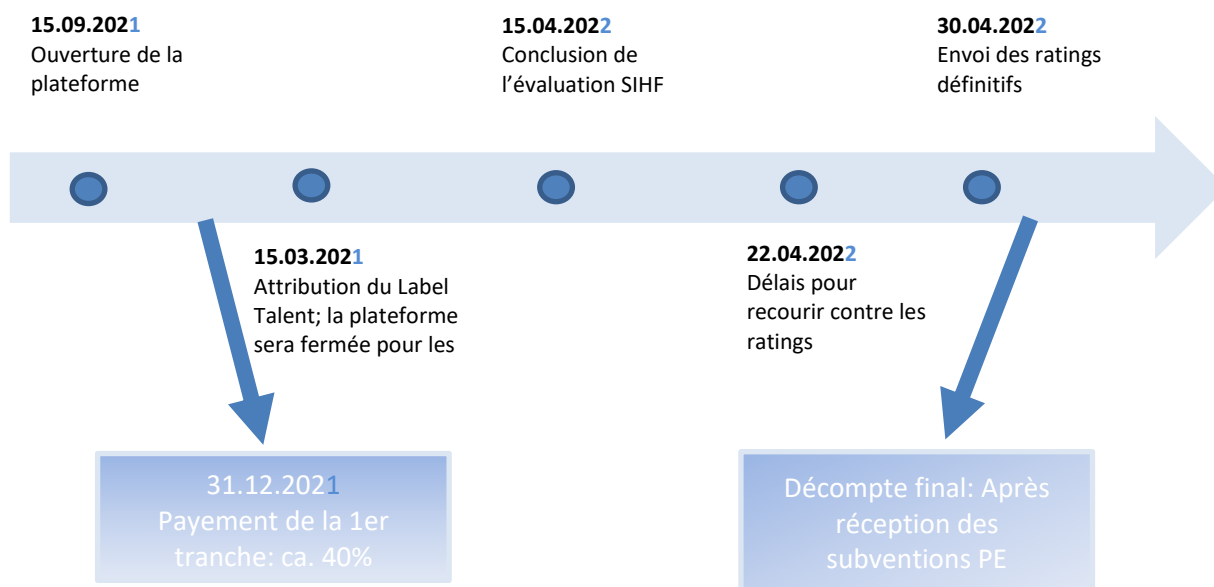 15.09.2021
Ouverture de la
plateforme
15.04.2022
Conclusion de
l’évaluation SIHF
30.04.2022
Envoi des ratings
définitifs
15.03.2021
Attribution du Label
Talent; la plateforme
sera fermée pour les
22.04.2022
Délais pour
recourir contre les
ratings
31.12.2021
Payement de la 1er
tranche: ca. 40%
Décompte final: Après
réception des
subventions PE